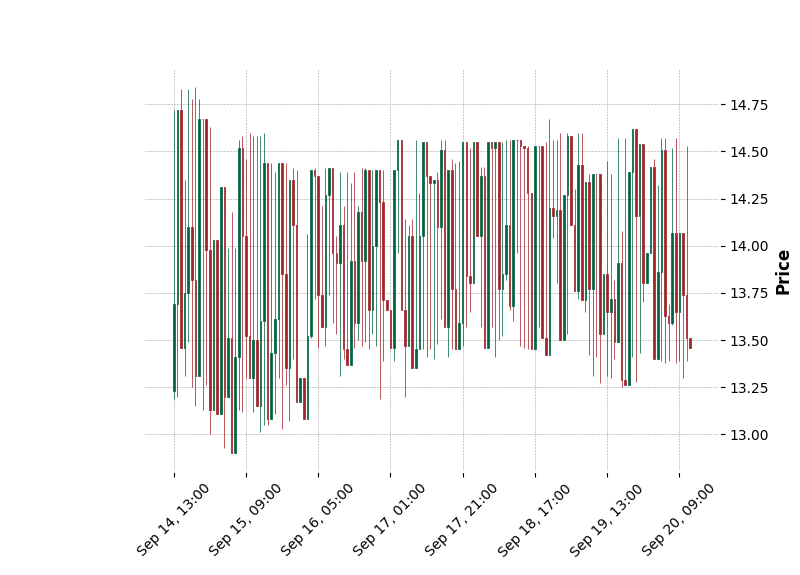 14.75
14.50
14.25
14.00
13.75
13.50
13.25
13.00
Price
Sep 14, 13:00
Sep 15, 09:00
Sep 16, 05:00
Sep 17, 01:00
Sep 17, 21:00
Sep 18, 17:00
Sep 19, 13:00
Sep 20, 09:00